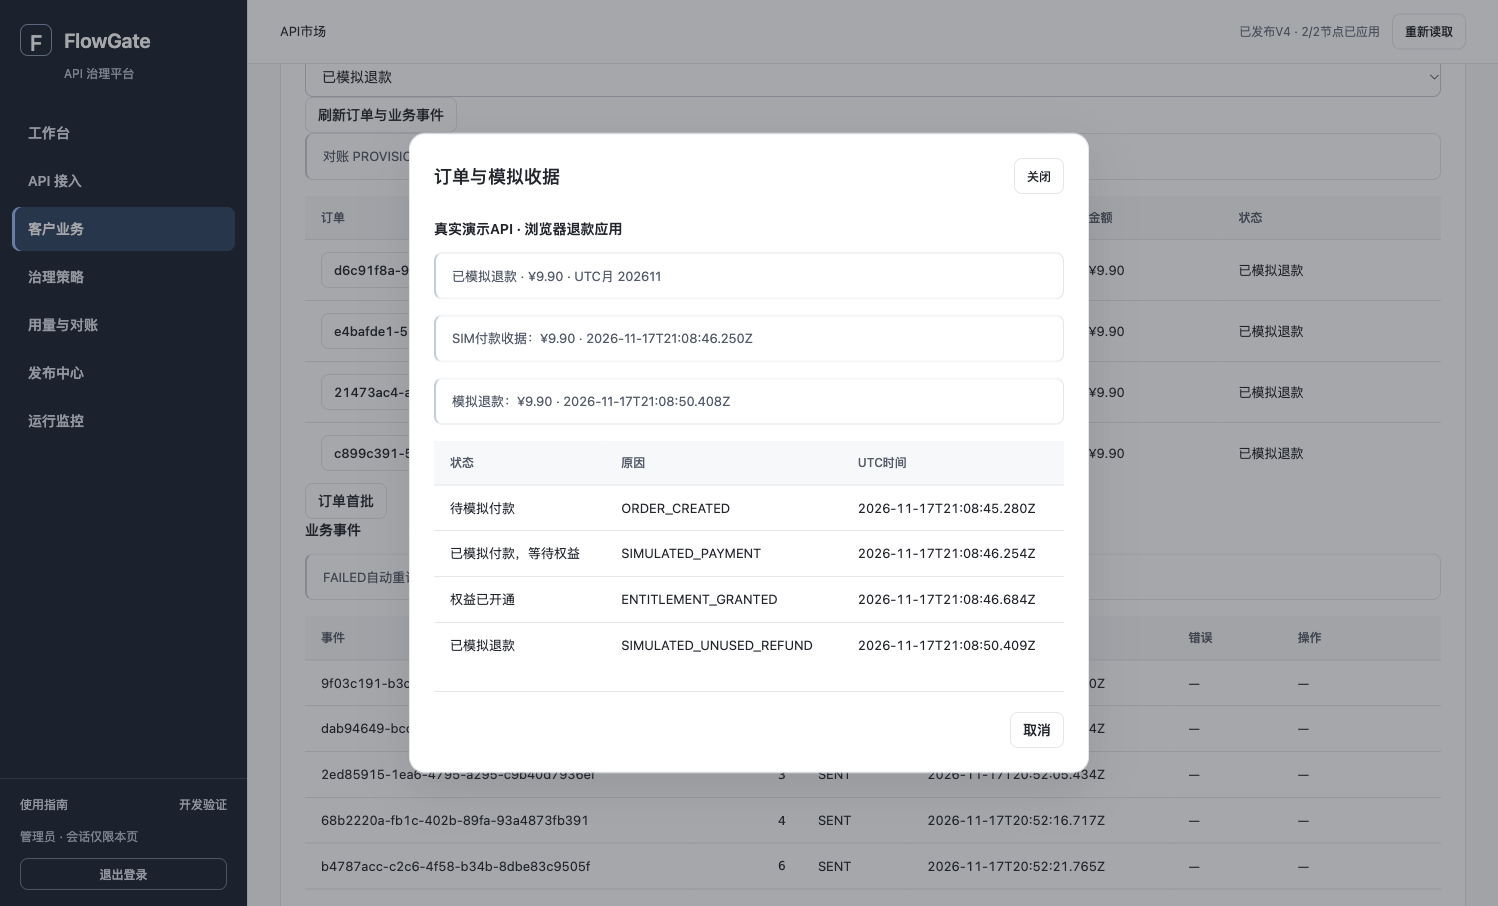 F FlowGate
API 治理平台
工作台
API 接入
客户业务
治理策略
用量与对账
发布中心
运行监控
使用指南 开发验证
管理员 · 会话仅限本页
退出登录
API市场
已发布V4 · 2/2节点已应用 重新读取
已模拟退款
刷新订单与业务事件
对账 PROVISIO
订单 金额 状态
d6c91f8a-9 ¥9.90 已模拟退款
e4bafde1-5 ¥9.90 已模拟退款
21473ac4-a ¥9.90 已模拟退款
c899c391-5 ¥9.90 已模拟退款
订单首批
业务事件
FAILED自动重试
事件 错误 操作
9f03c191-b3c 0Z — —
dab94649-bcc 4Z — —
2ed85915-1ea6-4795-a295-c9b40d7936ef 3 SENT 2026-11-17T20:52:05.434Z — —
68b2220a-fb1c-402b-89fa-93a4873fb391 4 SENT 2026-11-17T20:52:16.717Z — —
b4787acc-c2c6-4f58-b34b-8dbe83c9505f 6 SENT 2026-11-17T20:52:21.765Z — —
订单与模拟收据 关闭
真实演示API · 浏览器退款应用
已模拟退款 · ¥9.90 · UTC月 202611
SIM付款收据：¥9.90 · 2026-11-17T21:08:46.250Z
模拟退款：¥9.90 · 2026-11-17T21:08:50.408Z
状态 原因 UTC时间
待模拟付款 ORDER_CREATED 2026-11-17T21:08:45.280Z
已模拟付款，等待权益 SIMULATED_PAYMENT 2026-11-17T21:08:46.254Z
权益已开通 ENTITLEMENT_GRANTED 2026-11-17T21:08:46.684Z
已模拟退款 SIMULATED_UNUSED_REFUND 2026-11-17T21:08:50.409Z
取消